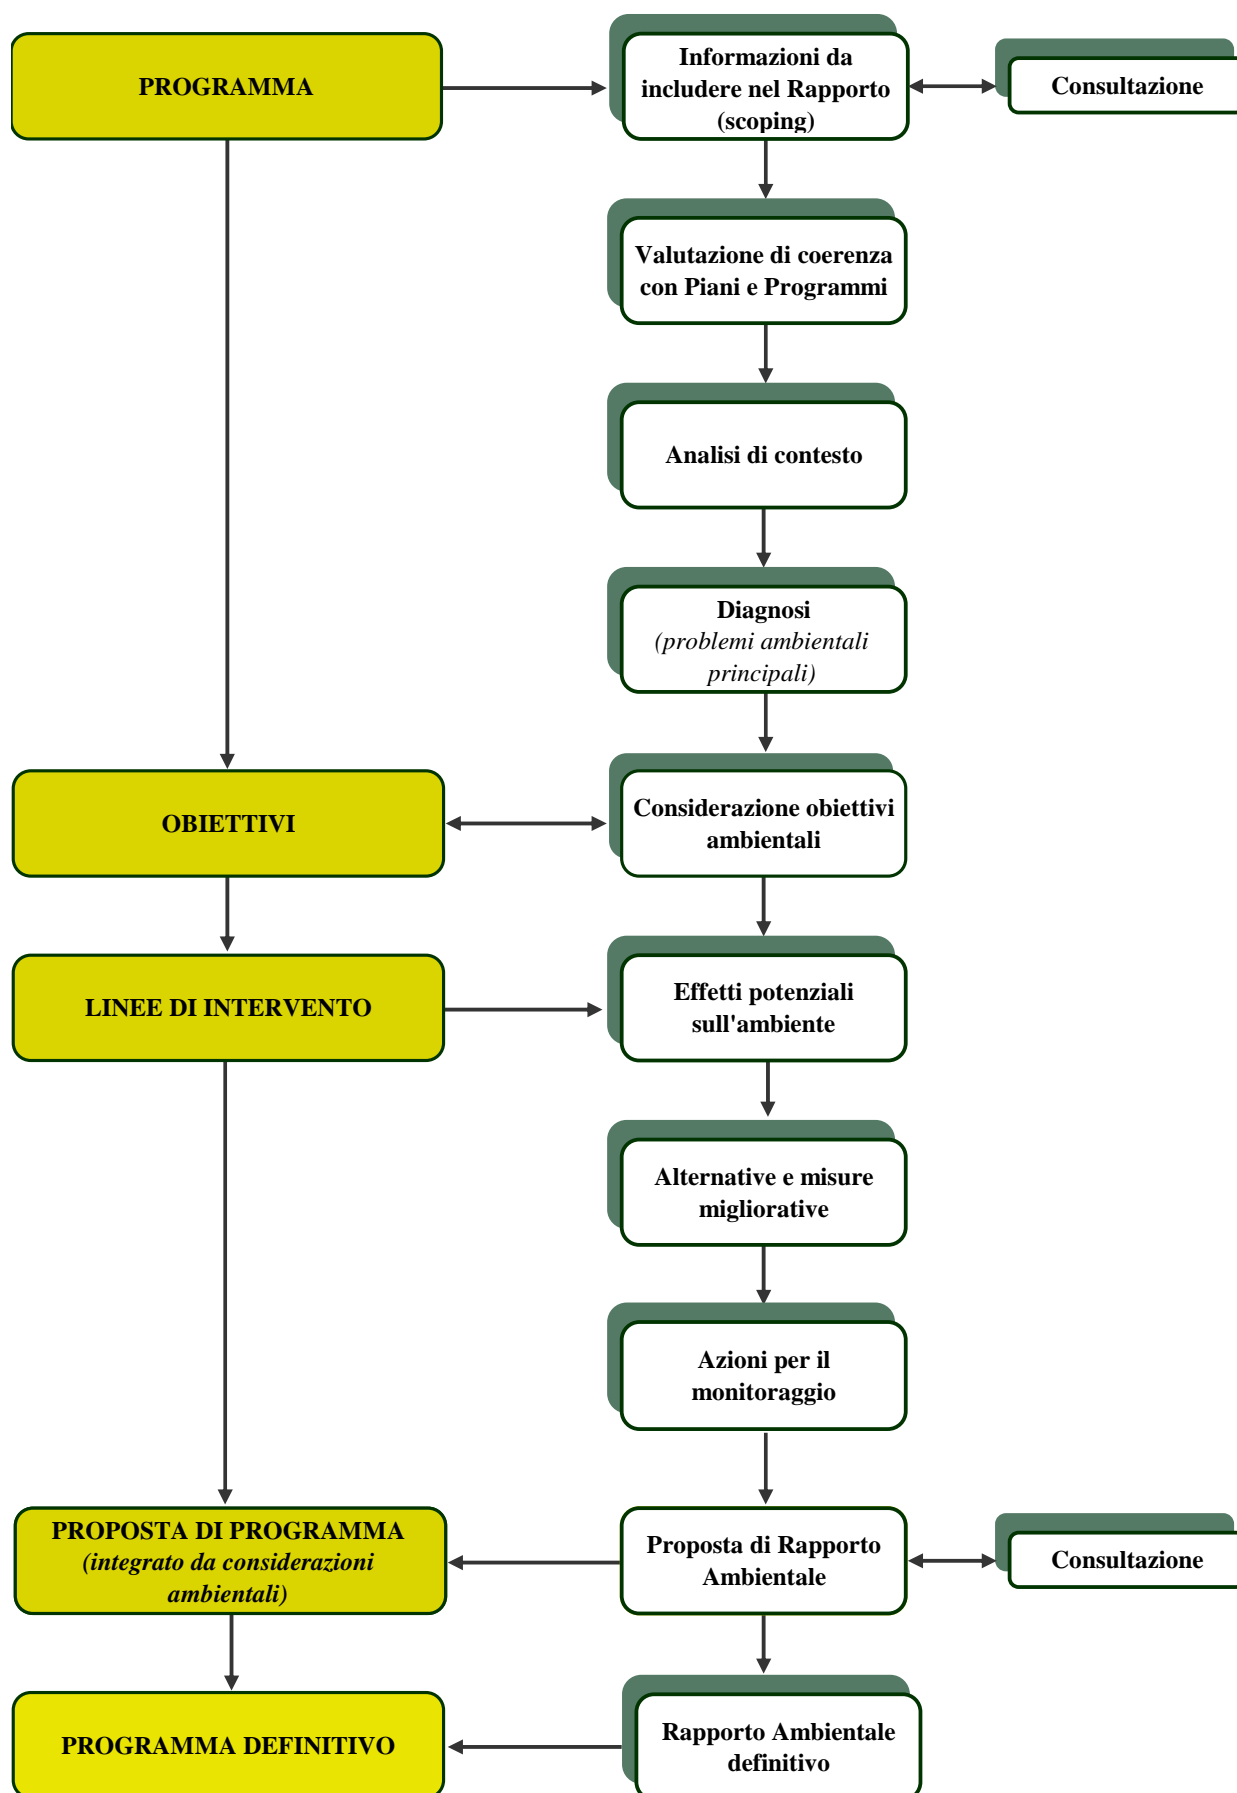 PROGRAMMA
Informazioni da
includere nel Rapporto
(scoping)
Consultazione
Valutazione di coerenza
con Piani e Programmi
Analisi di contesto
Diagnosi
(problemi ambientali
principali)
OBIETTIVI
Considerazione obiettivi
ambientali
LINEE DI INTERVENTO
Effetti potenziali
sull'ambiente
Alternative e misure
migliorative
Azioni per il
monitoraggio
PROPOSTA DI PROGRAMMA
(integrato da considerazioni
ambientali)
Proposta di Rapporto
Ambientale
Consultazione
PROGRAMMA DEFINITIVO
Rapporto Ambientale
definitivo